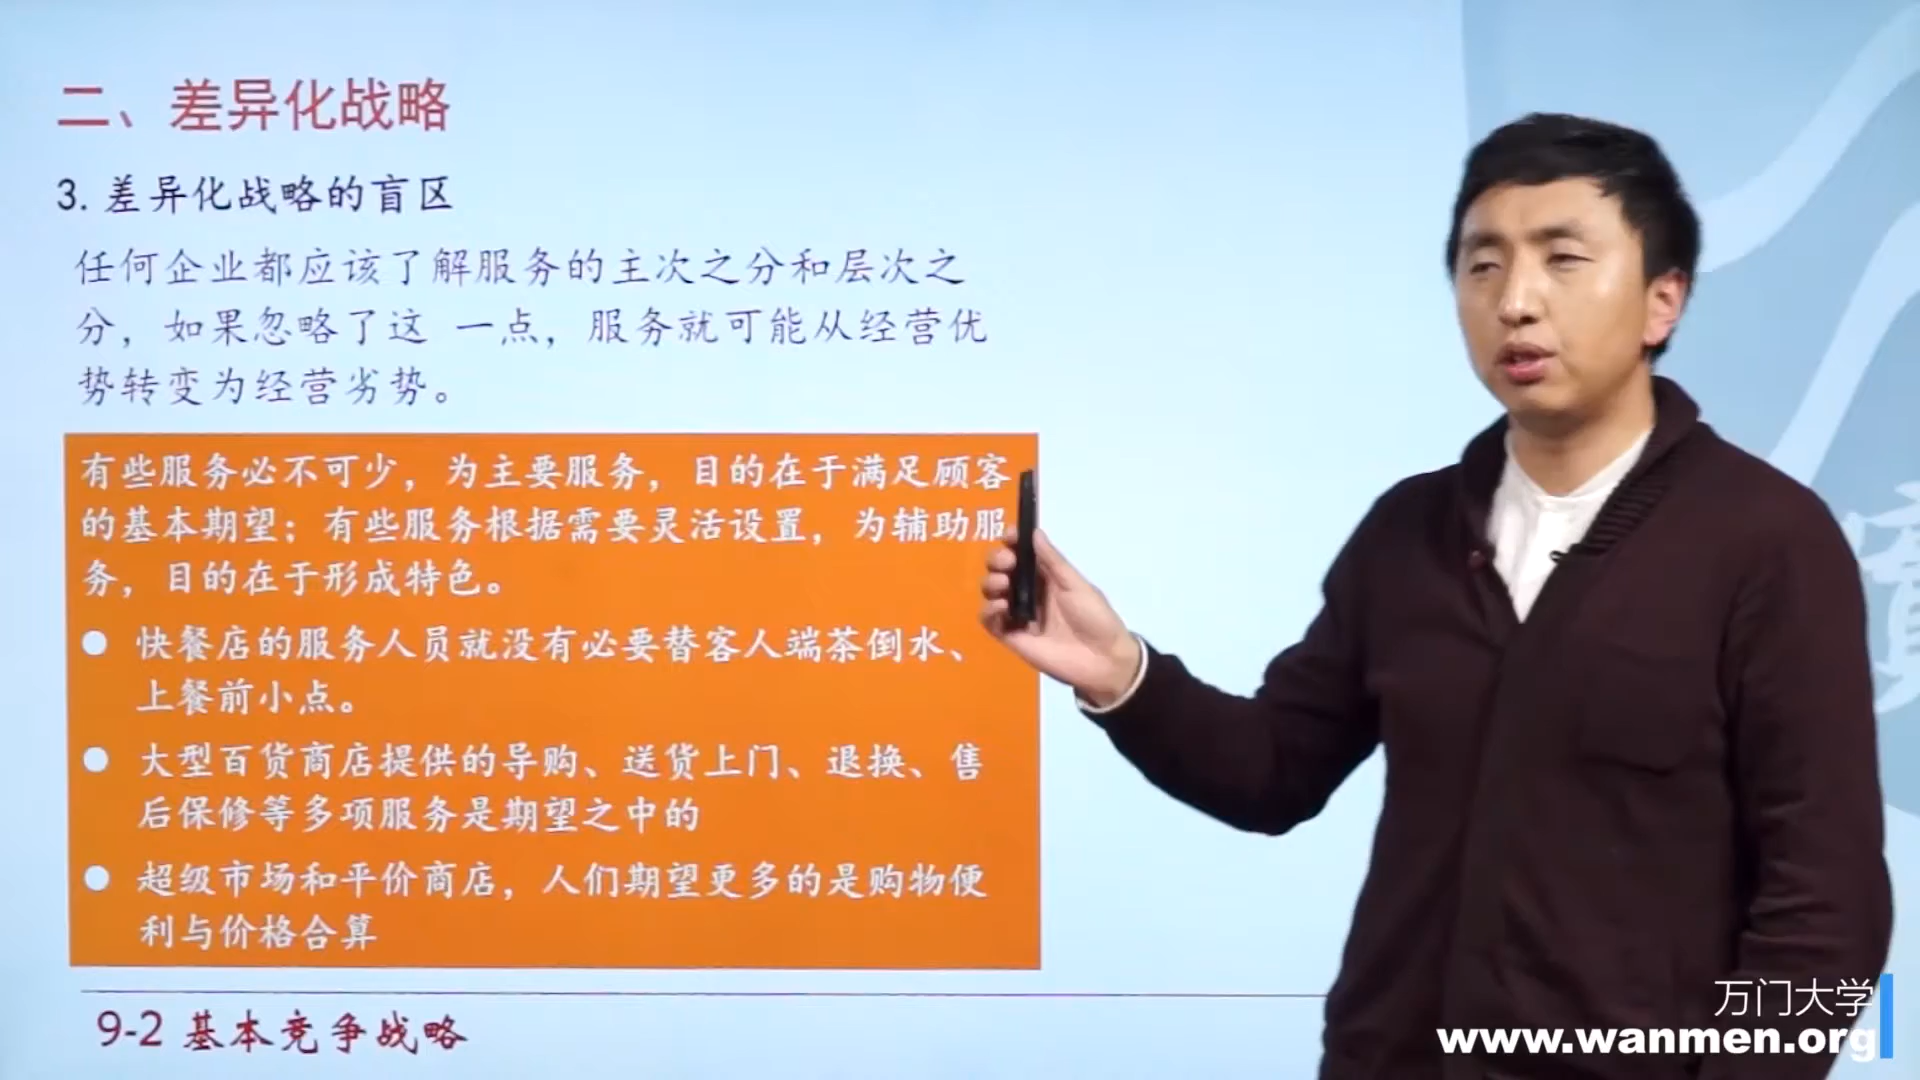 二、差异化战略
3. 差异化战略的盲区
任何企业都应该了解服务的主次之分和层次之
分，如果忽略了这 一点，服务就可能从经营优
势转变为经营劣势。
有些服务必不可少，为主要服务，目的在于满足顾客
的基本期望；有些服务根据需要灵活设置，为辅助服
务，目的在于形成特色。
● 快餐店的服务人员就没有必要替客人端茶倒水、
上餐前小点。
● 大型百货商店提供的导购、送货上门、退换、售
后保修等多项服务是期望之中的
● 超级市场和平价商店，人们期望更多的是购物便
利与价格合算
9-2 基本竞争战略
万门大学
www.wanmen.org